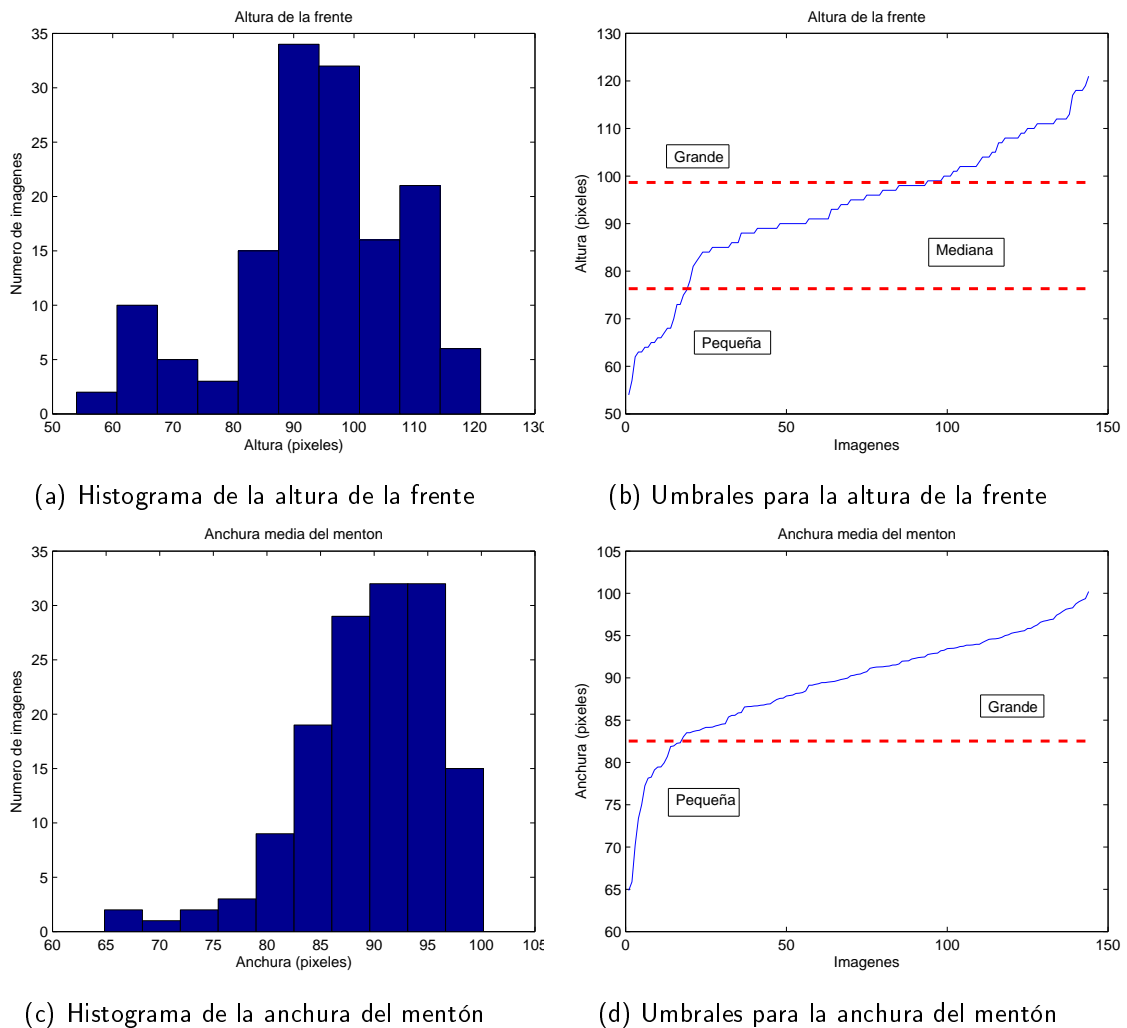 Altura de la frente
Numero de imagenes
35
30
25
20
15
10
5
0
50 60 70 80 90 100 110 120 130
Altura (pixeles)
(a) Histograma de la altura de la frente
Altura de la frente
Altura (pixeles)
130
120
110
100
90
80
70
60
50
Grande
Mediana
Pequeña
0 50 100 150
Imagenes
(b) Umbrales para la altura de la frente
Anchura media del menton
Numero de imagenes
35
30
25
20
15
10
5
0
60 65 70 75 80 85 90 95 100 105
Anchura (pixeles)
(c) Histograma de la anchura del mentón
Anchura media del menton
Anchura (pixeles)
105
100
95
90
85
80
75
70
65
60
Grande
Pequeña
0 50 100 150
Imagenes
(d) Umbrales para la anchura del mentón